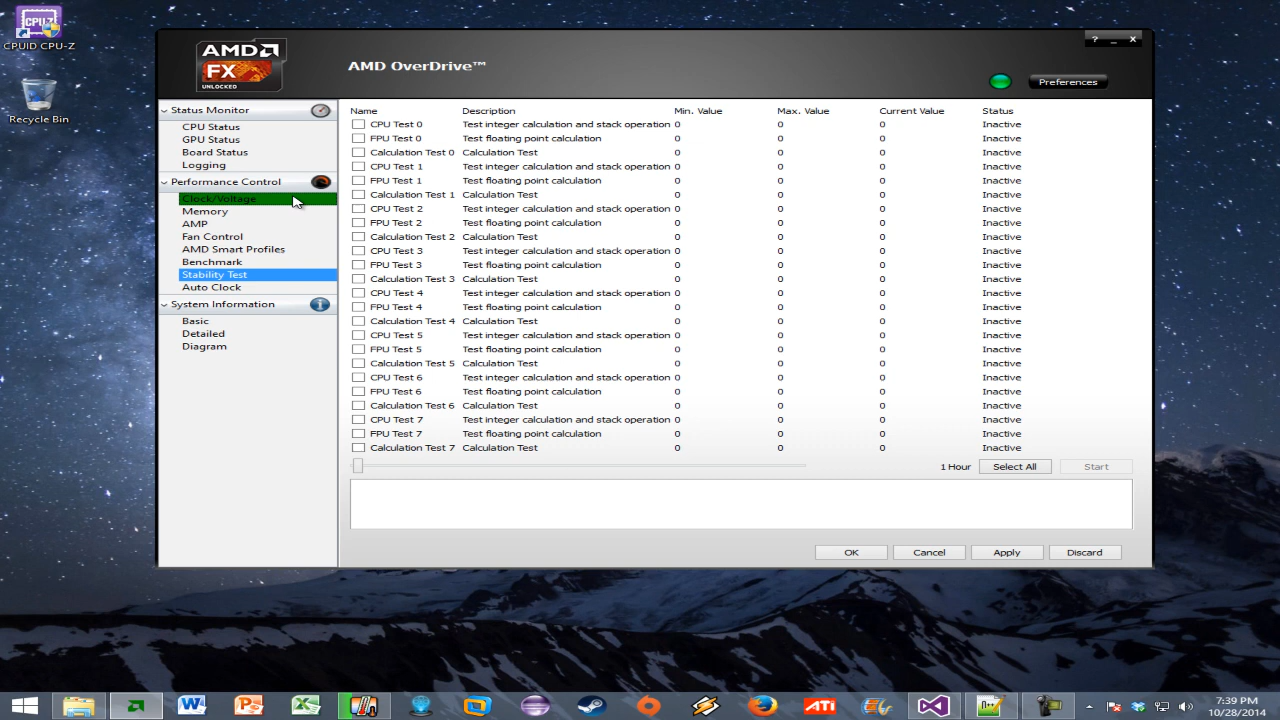 CPU-Z
CPUID CPU-Z
Recycle Bin
AMD
FX
UNLOCKED
AMD OverDrive™
? _ x
Preferences
Status Monitor
CPU Status
GPU Status
Board Status
Logging
Performance Control
Clock/Voltage
Memory
AMP
Fan Control
AMD Smart Profiles
Benchmark
Stability Test
Auto Clock
System Information
Basic
Detailed
Diagram
Name Description Min. Value Max. Value Current Value Status
CPU Test 0 Test integer calculation and stack operation 0 0 0 Inactive
FPU Test 0 Test floating point calculation 0 0 0 Inactive
Calculation Test 0 Calculation Test 0 0 0 Inactive
CPU Test 1 Test integer calculation and stack operation 0 0 0 Inactive
FPU Test 1 Test floating point calculation 0 0 0 Inactive
Calculation Test 1 Calculation Test 0 0 0 Inactive
CPU Test 2 Test integer calculation and stack operation 0 0 0 Inactive
FPU Test 2 Test floating point calculation 0 0 0 Inactive
Calculation Test 2 Calculation Test 0 0 0 Inactive
CPU Test 3 Test integer calculation and stack operation 0 0 0 Inactive
FPU Test 3 Test floating point calculation 0 0 0 Inactive
Calculation Test 3 Calculation Test 0 0 0 Inactive
CPU Test 4 Test integer calculation and stack operation 0 0 0 Inactive
FPU Test 4 Test floating point calculation 0 0 0 Inactive
Calculation Test 4 Calculation Test 0 0 0 Inactive
CPU Test 5 Test integer calculation and stack operation 0 0 0 Inactive
FPU Test 5 Test floating point calculation 0 0 0 Inactive
Calculation Test 5 Calculation Test 0 0 0 Inactive
CPU Test 6 Test integer calculation and stack operation 0 0 0 Inactive
FPU Test 6 Test floating point calculation 0 0 0 Inactive
Calculation Test 6 Calculation Test 0 0 0 Inactive
CPU Test 7 Test integer calculation and stack operation 0 0 0 Inactive
FPU Test 7 Test floating point calculation 0 0 0 Inactive
Calculation Test 7 Calculation Test 0 0 0 Inactive
1 Hour Select All Start
OK Cancel Apply Discard
ATI
7:39 PM
10/28/2014